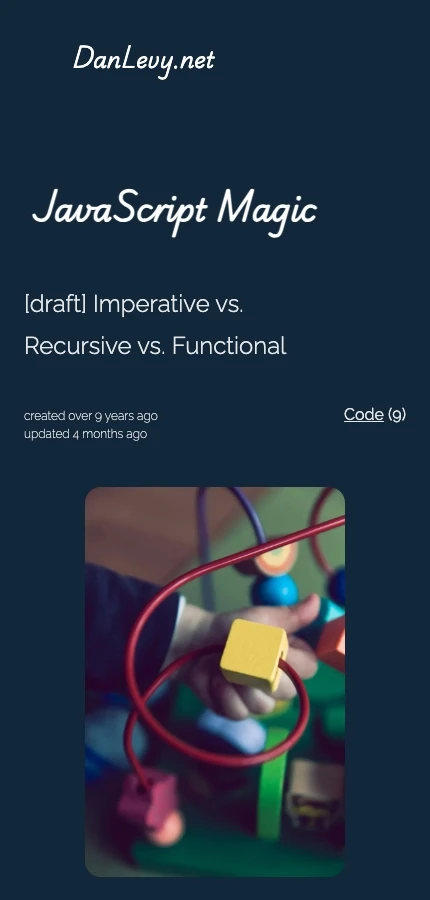 DanLevy.net
JavaScript Magic
[draft] Imperative vs.
Recursive vs. Functional
created over 9 years ago
Code (9)
updated 4 months ago